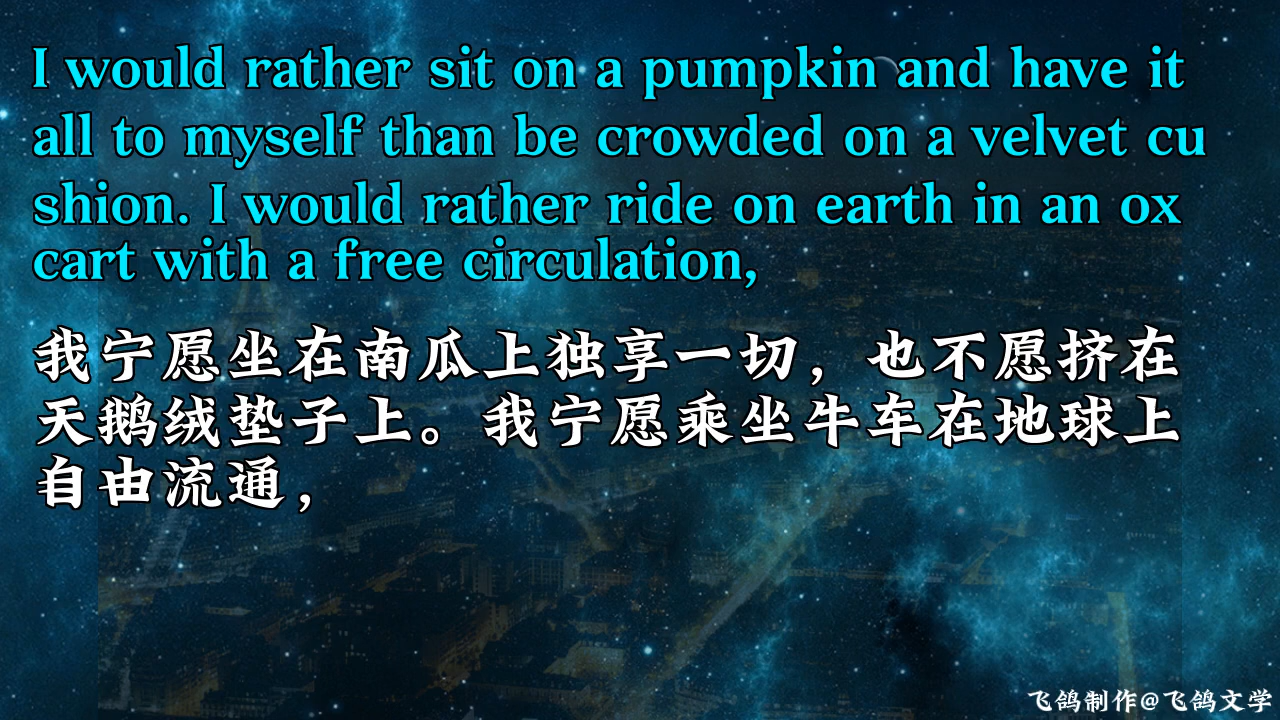 I would rather sit on a pumpkin and have it
all to myself than be crowded on a velvet cu
shion. I would rather ride on earth in an ox
cart with a free circulation,
我宁愿坐在南瓜上独享一切，也不愿挤在
天鹅绒垫子上。我宁愿乘坐牛车在地球上
自由流通，
飞鸽制作@飞鸽文学